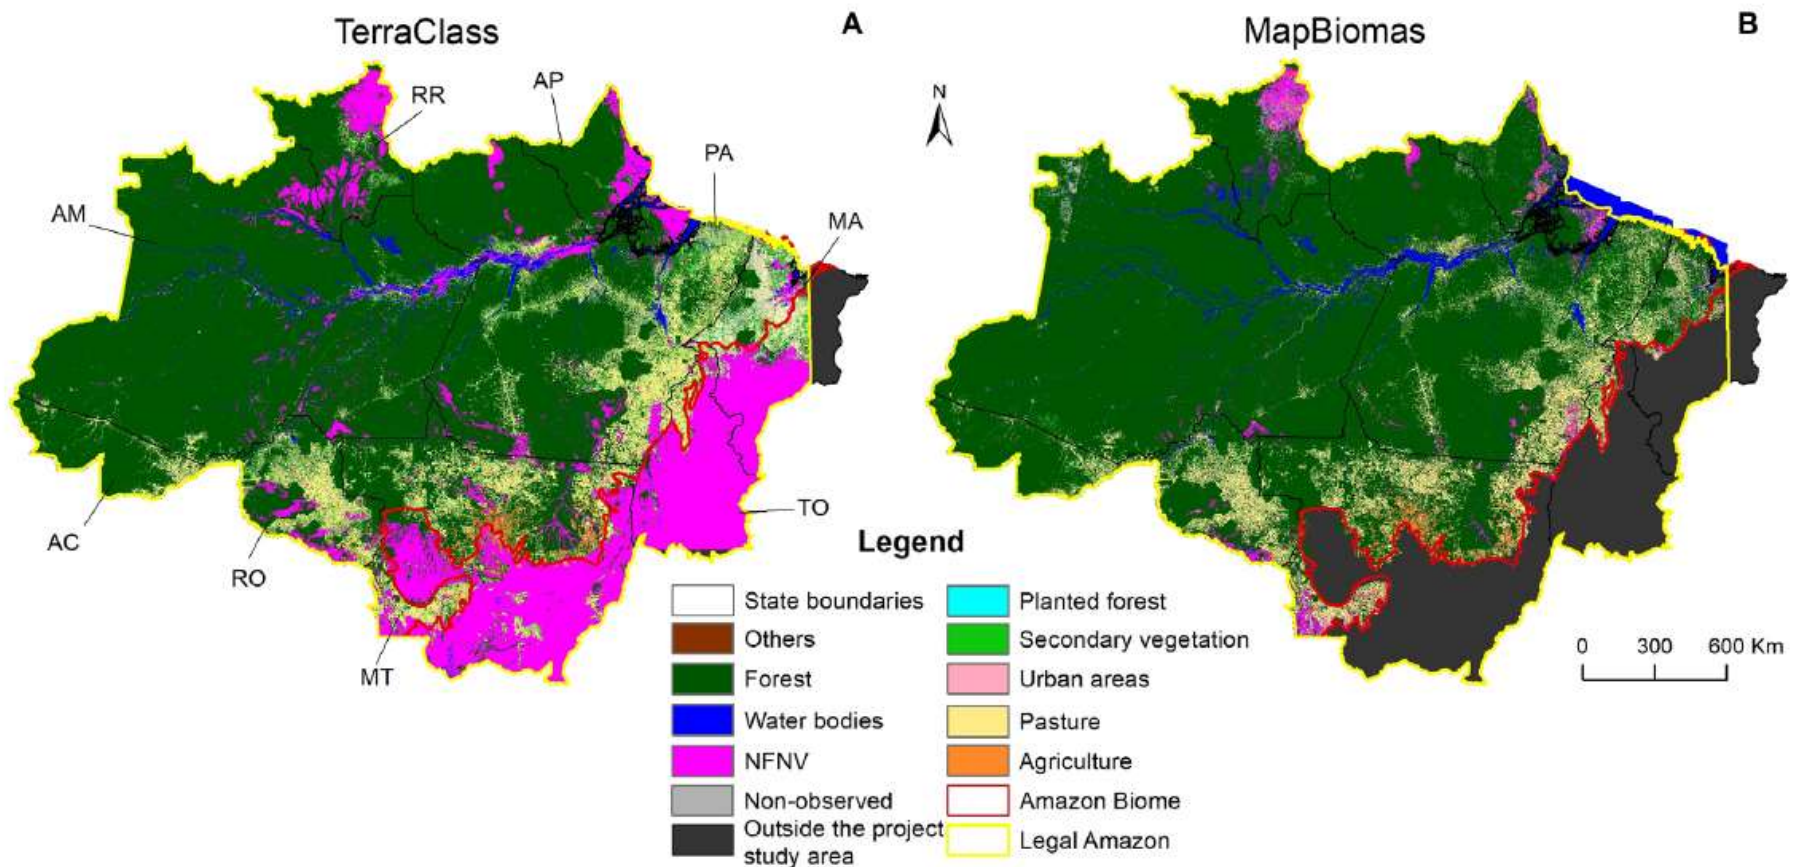 TerraClass
A
MapBiomas
B
RR
AP
PA
AM
MA
N
AC
RO
MT
TO
Legend
State boundaries
Others
Forest
Water bodies
NFNV
Non-observed
Outside the project
study area
Planted forest
Secondary vegetation
Urban areas
Pasture
Agriculture
Amazon Biome
Legal Amazon
0 300 600 Km